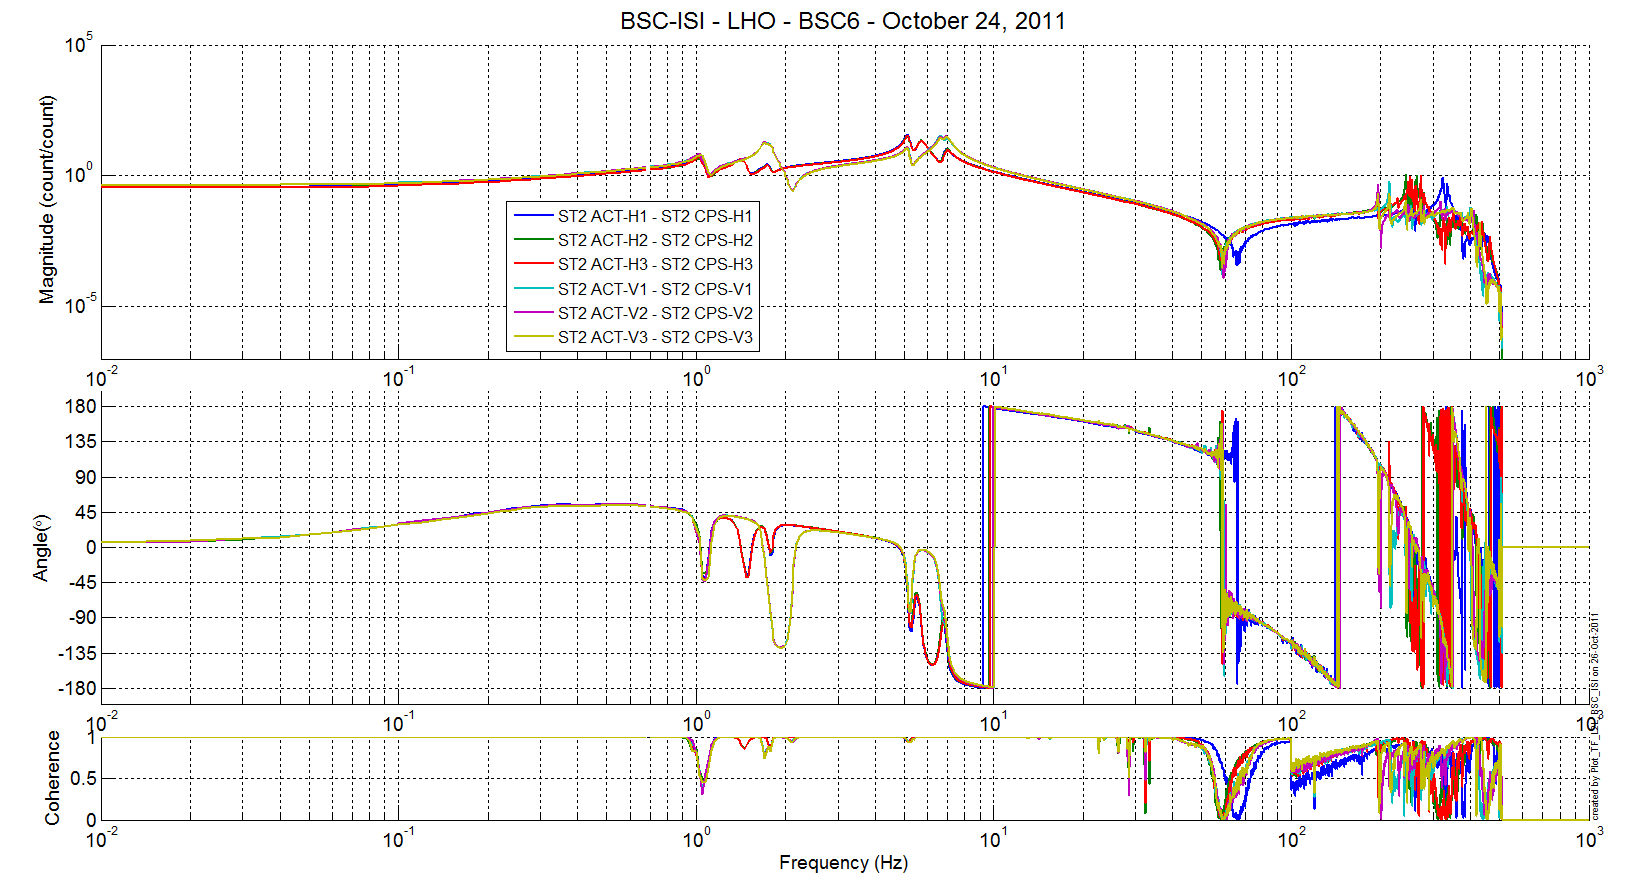 BSC-ISI - LHO - BSC6 - October 24, 2011
Magnitude (count/count)
10^5
10^0
10^-5
ST2 ACT-H1 - ST2 CPS-H1
ST2 ACT-H2 - ST2 CPS-H2
ST2 ACT-H3 - ST2 CPS-H3
ST2 ACT-V1 - ST2 CPS-V1
ST2 ACT-V2 - ST2 CPS-V2
ST2 ACT-V3 - ST2 CPS-V3
10^-2 10^-1 10^0 10^1 10^2 10^3
Angle(°)
180
135
90
45
0
-45
-90
-135
-180
10^-2 10^-1 10^0 10^1 10^2 10^3
Coherence
1
0.5
0
10^-2 10^-1 10^0 10^1 10^2 10^3
Frequency (Hz)